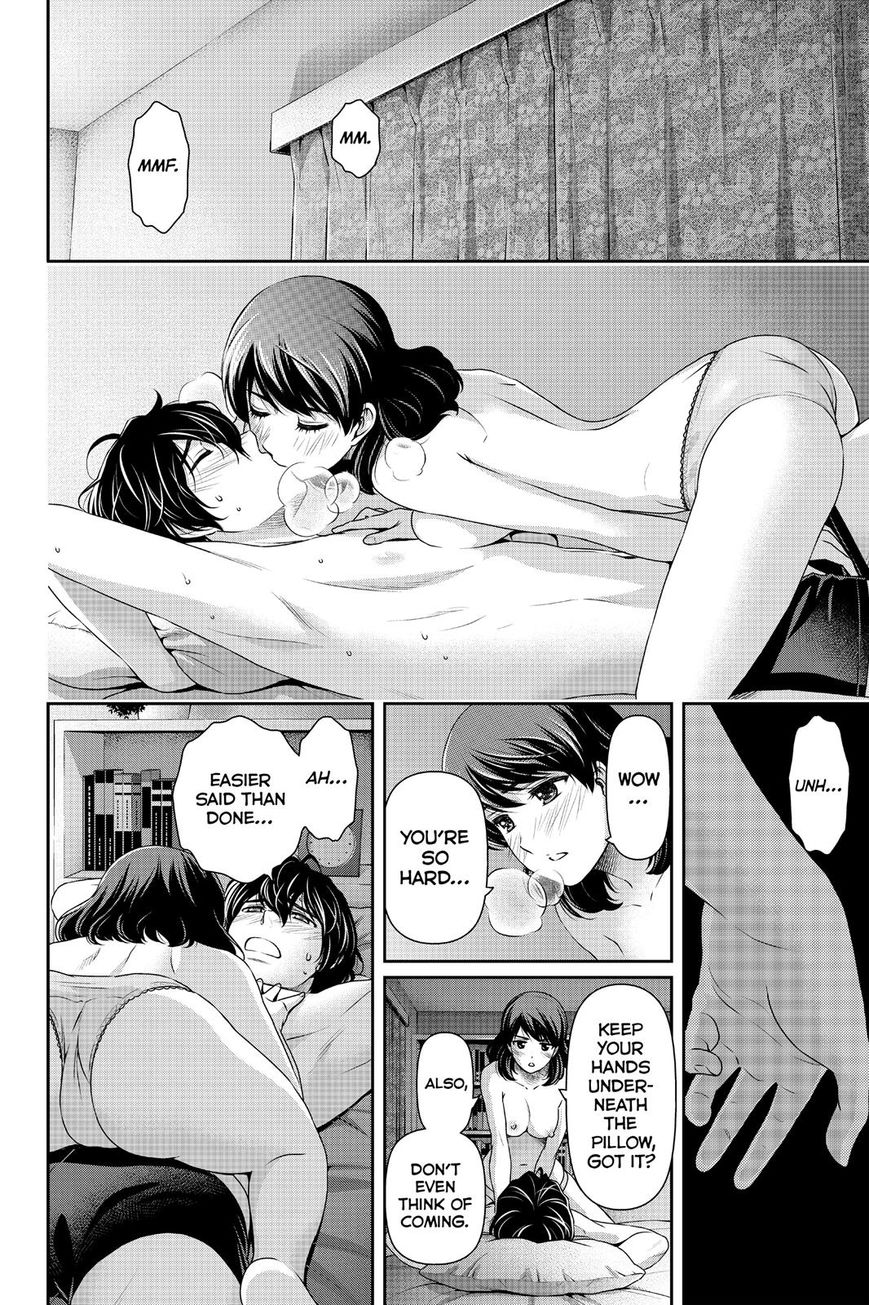 MM.
MMF.
UNH...
WOW
...
YOU'RE
SO
HARD...
KEEP
YOUR
HANDS
UNDER-
NEATH
THE
PILLOW,
GOT IT?
ALSO,
DON'T
EVEN
THINK OF
COMING.
AH...
EASIER
SAID THAN
DONE...